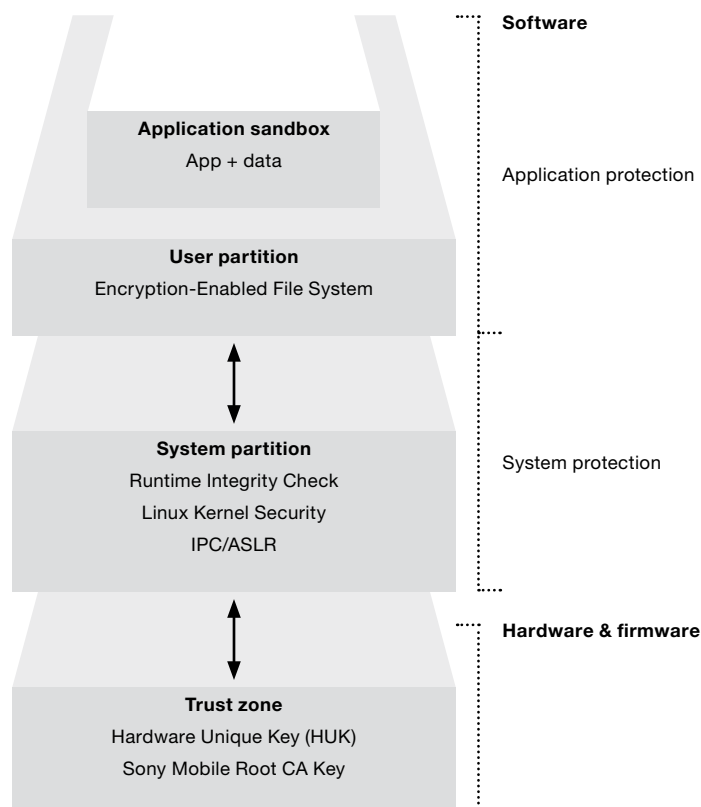 Software
Application sandbox
App + data
Application protection
User partition
Encryption-Enabled File System
System partition
Runtime Integrity Check
Linux Kernel Security
IPC/ASLR
System protection
Hardware & firmware
Trust zone
Hardware Unique Key (HUK)
Sony Mobile Root CA Key